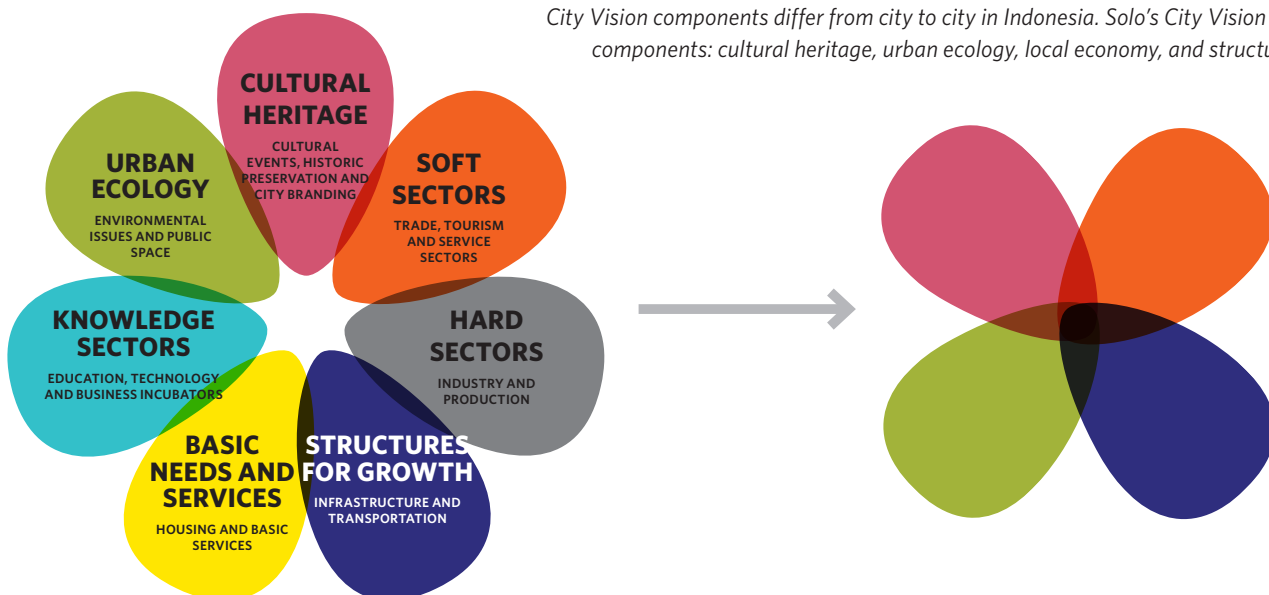 City Vision components differ from city to city in Indonesia. Solo’s City Vision
components: cultural heritage, urban ecology, local economy, and
CULTURAL
HERITAGE
CULTURAL
EVENTS, HISTORIC
PRESERVATION AND
CITY BRANDING
URBAN
ECOLOGY
ENVIRONMENTAL
ISSUES AND PUBLIC
SPACE
SOFT
SECTORS
TRADE, TOURISM
AND SERVICE
SECTORS
KNOWLEDGE
SECTORS
EDUCATION, TECHNOLOGY
AND BUSINESS INCUBATORS
HARD
SECTORS
INDUSTRY AND
PRODUCTION
BASIC
NEEDS AND
SERVICES
HOUSING AND BASIC
SERVICES
STRUCTURES
FOR GROWTH
INFRASTRUCTURE AND
TRANSPORTATION